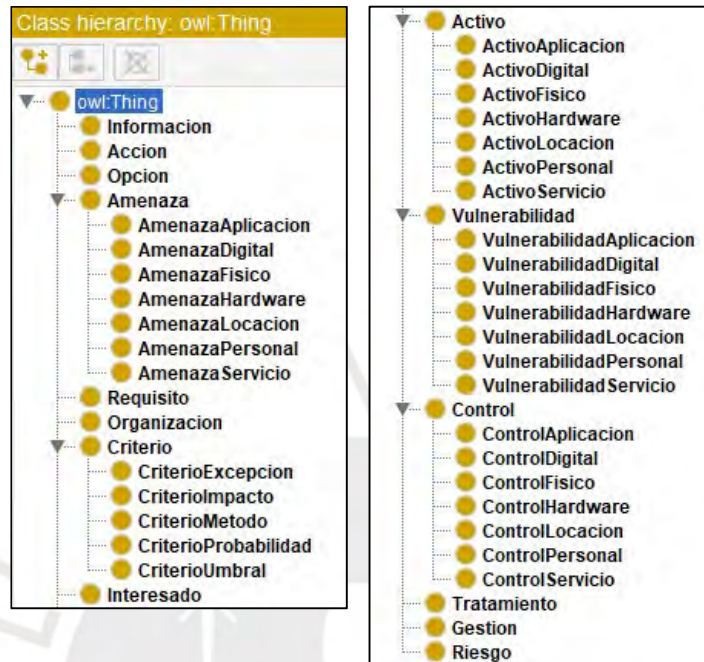 Class hierarchy: owl:Thing
owl:Thing
Informacion
Accion
Opcion
Amenaza
AmenazaAplicacion
AmenazaDigital
AmenazaFisico
AmenazaHardware
AmenazaLocacion
AmenazaPersonal
AmenazaServicio
Requisito
Organizacion
Criterio
CriterioExcepcion
CriterioImpacto
CriterioMetodo
CriterioProbabilidad
CriterioUmbral
Interesado
Activo
ActivoAplicacion
ActivoDigital
ActivoFisico
ActivoHardware
ActivoLocacion
ActivoPersonal
ActivoServicio
Vulnerabilidad
VulnerabilidadAplicacion
VulnerabilidadDigital
VulnerabilidadFisico
VulnerabilidadHardware
VulnerabilidadLocacion
VulnerabilidadPersonal
VulnerabilidadServicio
Control
ControlAplicacion
ControlDigital
ControlFisico
ControlHardware
ControlLocacion
ControlPersonal
ControlServicio
Tratamiento
Gestion
Riesgo